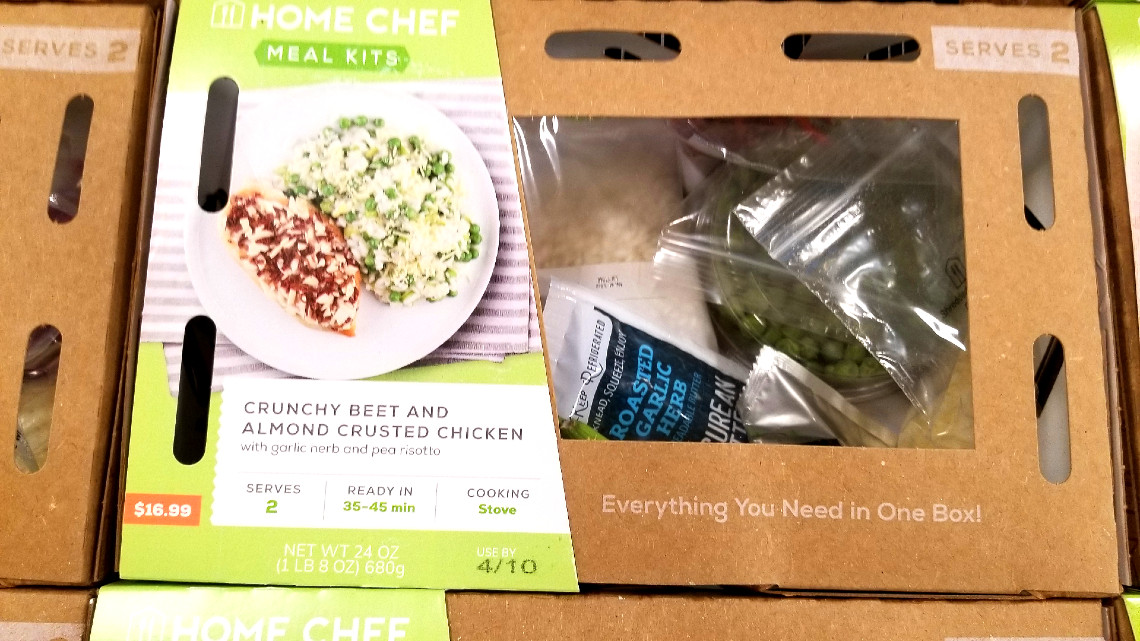 SERVES 2
HOME CHEF
MEAL KITS
SERVES 2
KEEP REFRIGERATED
KNEAD, SQUEEZE, ENJOY
ROASTED
GARLIC
HERB
CRUNCHY BEET AND
ALMOND CRUSTED CHICKEN
with garlic herb and pea risotto
SERVES
2
READY IN
35-45 min
COOKING
Stove
$16.99
Everything You Need in One Box!
NET WT 24 OZ
(1 LB 8 OZ) 680g
USE BY
4/10
HOME CHEF